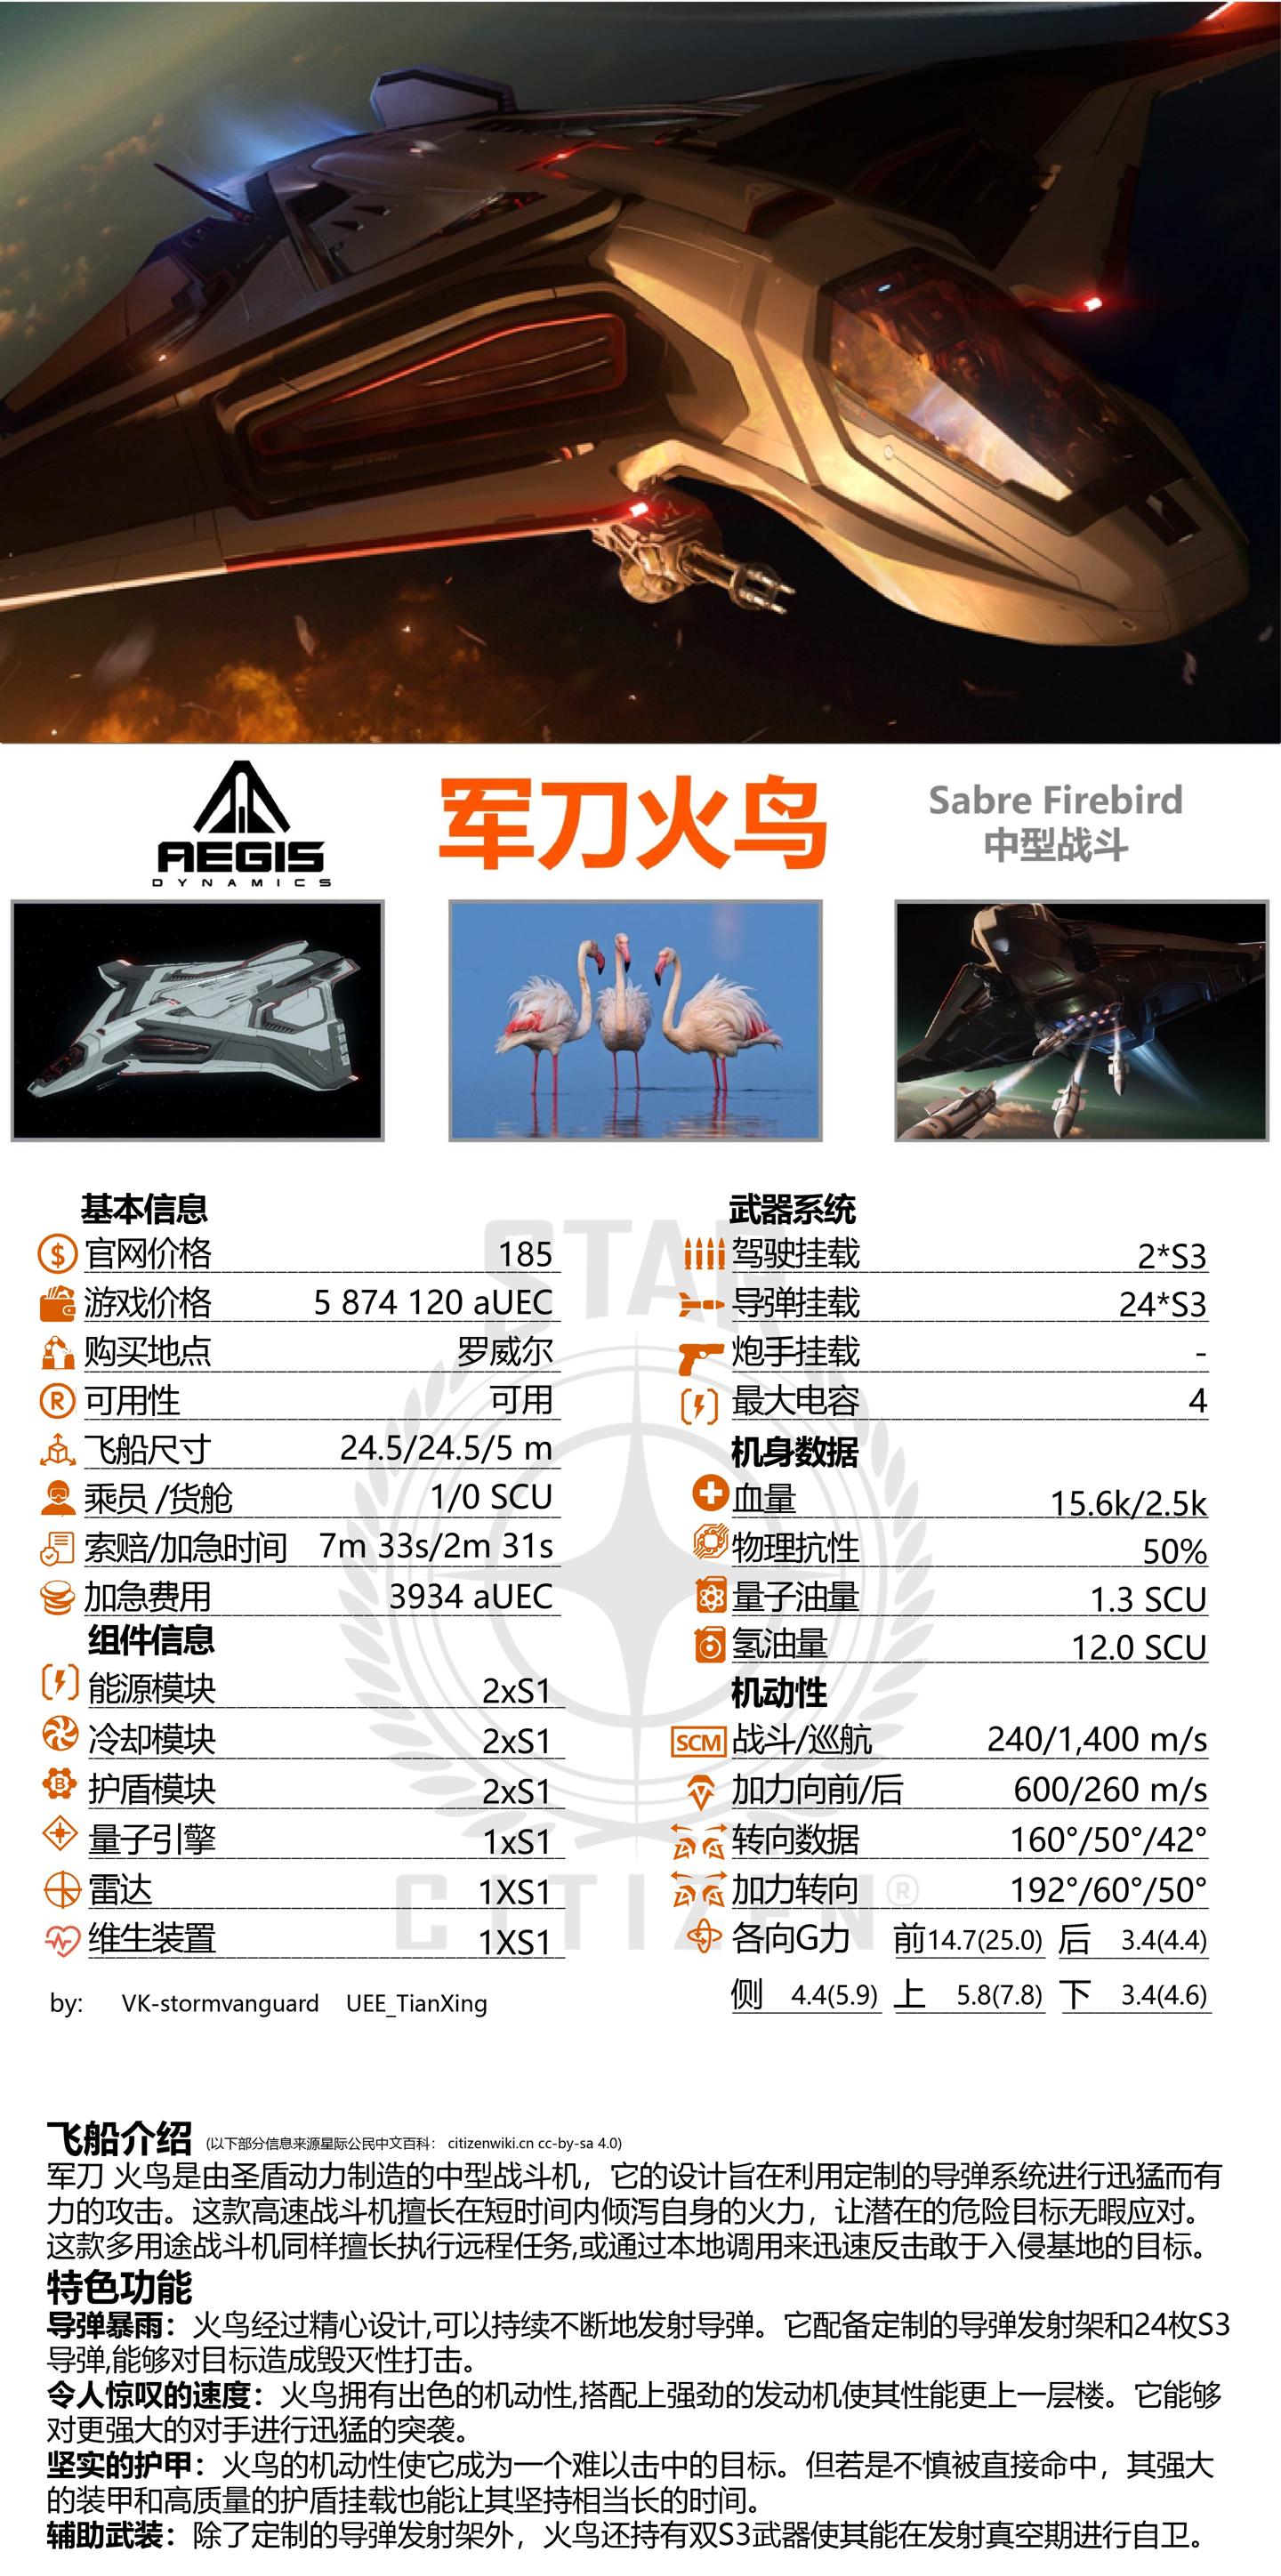 AEGIS
DYNAMICS
军刀火鸟
Sabre Firebird
中型战斗
STAR
CITIZEN®
基本信息
官网价格 185
游戏价格 5 874 120 aUEC
购买地点 罗威尔
可用性 可用
飞船尺寸 24.5/24.5/5 m
乘员 /货舱 1/0 SCU
索赔/加急时间 7m 33s/2m 31s
加急费用 3934 aUEC
组件信息
能源模块 2xS1
冷却模块 2xS1
护盾模块 2xS1
量子引擎 1xS1
雷达 1XS1
维生装置 1XS1
by: VK-stormvanguard UEE_TianXing
武器系统
驾驶挂载 2*S3
导弹挂载 24*S3
炮手挂载 -
最大电容 4
机身数据
血量 15.6k/2.5k
物理抗性 50%
量子油量 1.3 SCU
氢油量 12.0 SCU
机动性
SCM 战斗/巡航 240/1,400 m/s
加力向前/后 600/260 m/s
转向数据 160°/50°/42°
加力转向 192°/60°/50°
各向G力 前14.7(25.0) 后 3.4(4.4)
侧 4.4(5.9) 上 5.8(7.8) 下 3.4(4.6)
飞船介绍 (以下部分信息来源星际公民中文百科： citizenwiki.cn cc-by-sa 4.0)
军刀 火鸟是由圣盾动力制造的中型战斗机，它的设计旨在利用定制的导弹系统进行迅猛而有
力的攻击。这款高速战斗机擅长在短时间内倾泻自身的火力，让潜在的危险目标无暇应对。
这款多用途战斗机同样擅长执行远程任务,或通过本地调用来迅速反击敢于入侵基地的目标。
特色功能
导弹暴雨：火鸟经过精心设计,可以持续不断地发射导弹。它配备定制的导弹发射架和24枚S3
导弹,能够对目标造成毁灭性打击。
令人惊叹的速度：火鸟拥有出色的机动性,搭配上强劲的发动机使其性能更上一层楼。它能够
对更强大的对手进行迅猛的突袭。
坚实的护甲：火鸟的机动性使它成为一个难以击中的目标。但若是不慎被直接命中，其强大
的装甲和高质量的护盾挂载也能让其坚持相当长的时间。
辅助武装：除了定制的导弹发射架外，火鸟还持有双S3武器使其能在发射真空期进行自卫。